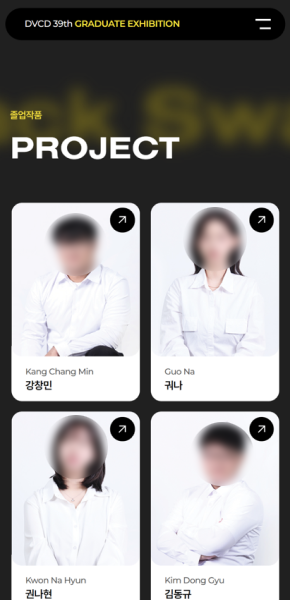 DVCD 39th GRADUATE EXHIBITION
졸업작품
PROJECT
Kang Chang Min
강창민
Guo Na
궈나
Kwon Na Hyun
권나현
Kim Dong Gyu
김동규